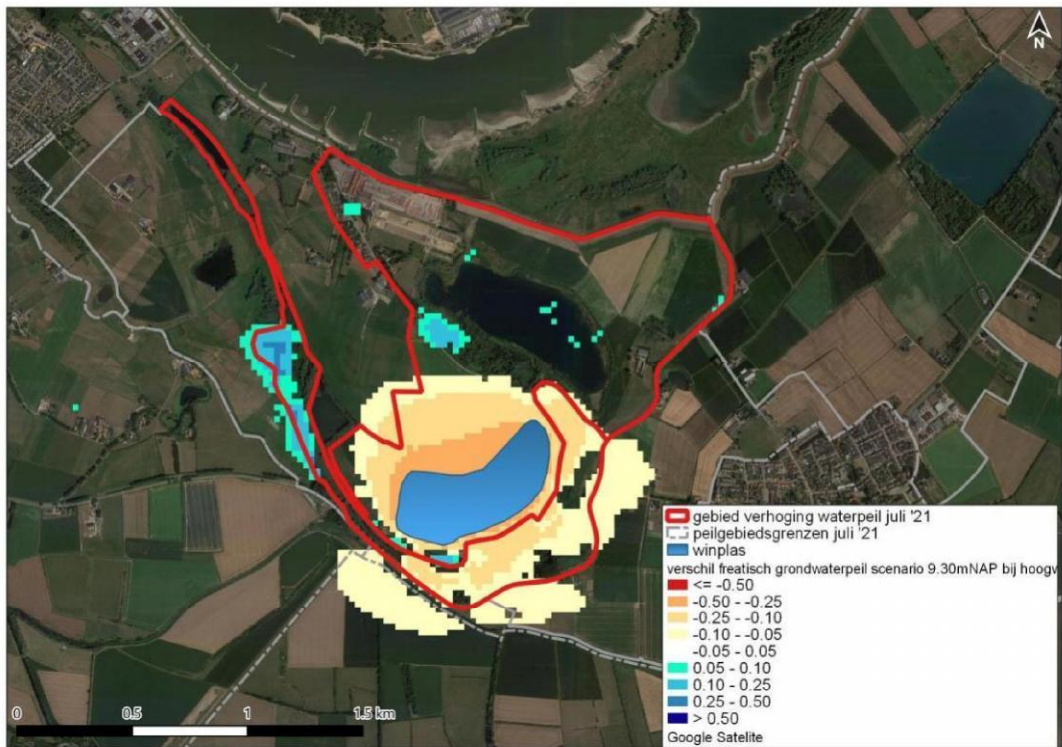 N
gebied verhoging waterpeil juli '21
peilgebiedsgrenzen juli '21
winplas
verschil freatisch grondwaterpeil scenario 9.30mNAP bij hoogw
<= -0.50
-0.50 - -0.25
-0.25 - -0.10
-0.10 - -0.05
-0.05 - 0.05
0.05 - 0.10
0.10 - 0.25
0.25 - 0.50
> 0.50
Google Satelite
0 0.5 1 1.5 km